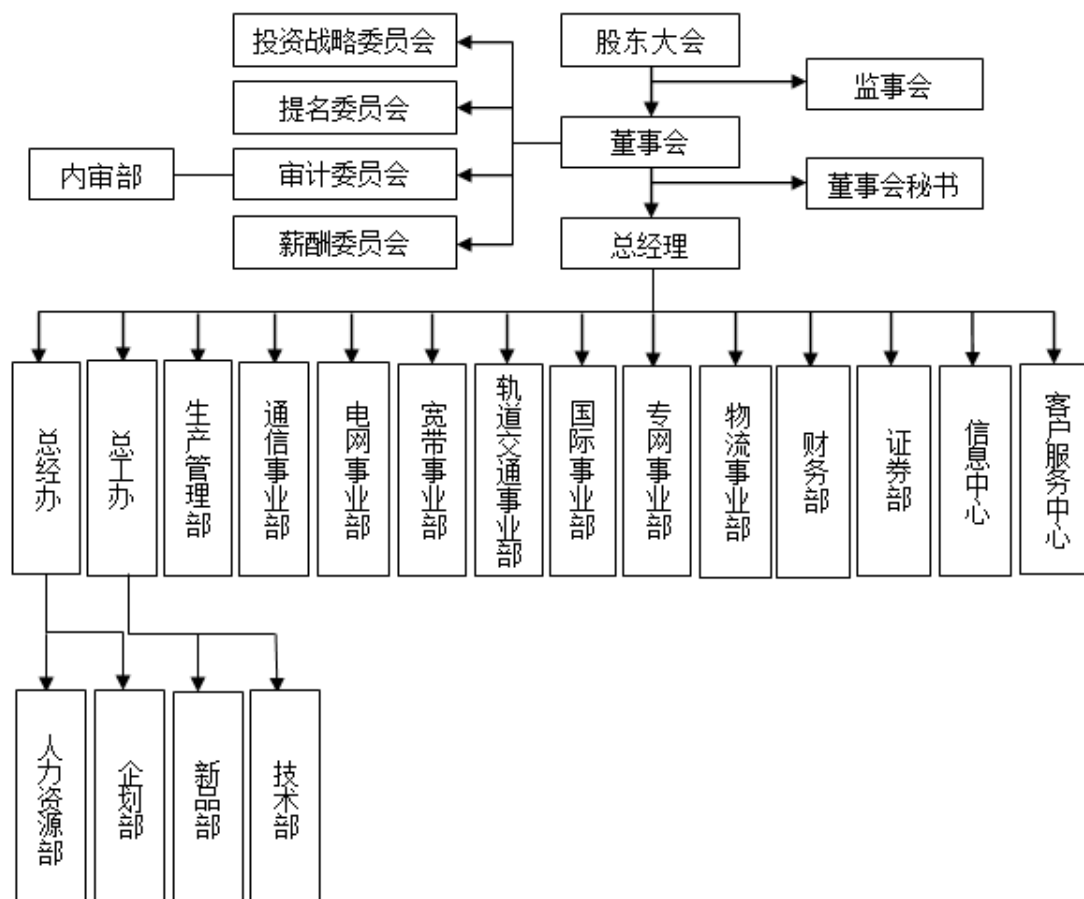 投资战略委员会
股东大会
监事会
提名委员会
董事会
内审部
审计委员会
董事会秘书
薪酬委员会
总经理
总经办
总工办
生产管理部
通信事业部
电网事业部
宽带事业部
轨道交通事业部
国际事业部
专网事业部
物流事业部
财务部
证券部
信息中心
客户服务中心
人力资源部
企划部
新品部
技术部